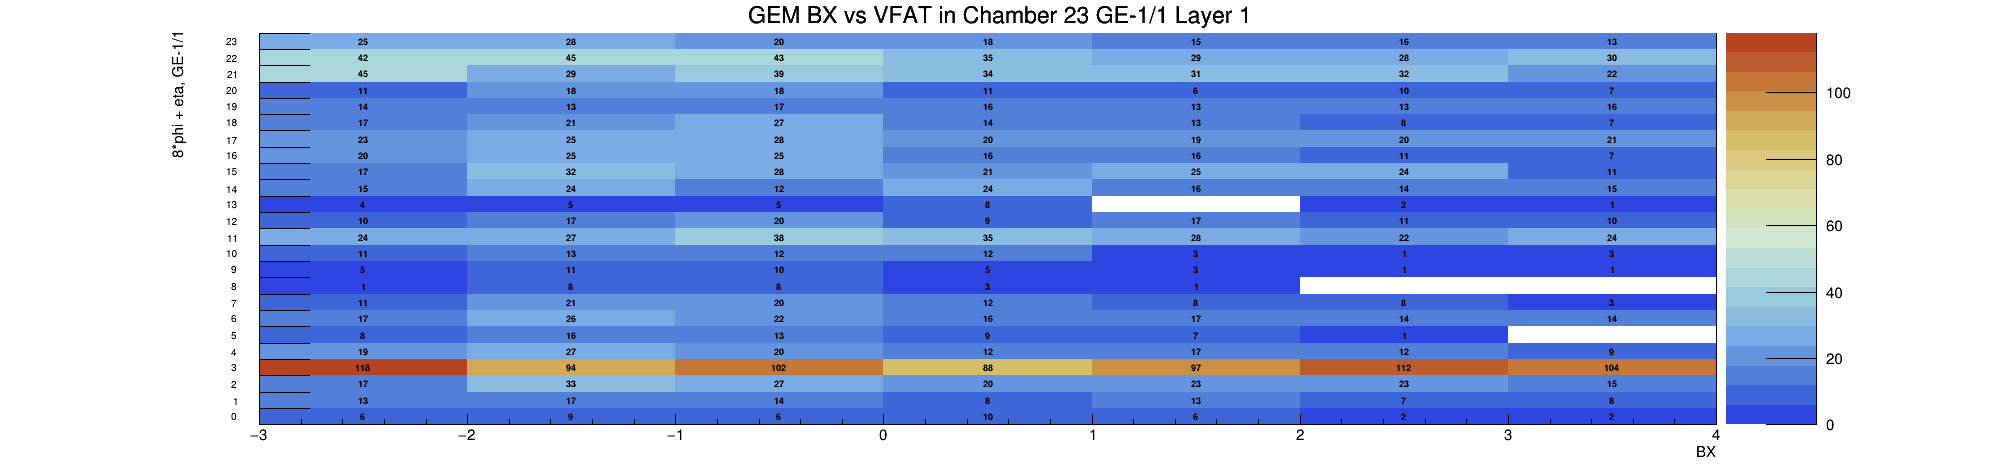 GEM BX vs VFAT in Chamber 23 GE-1/1 Layer 1
8*phi + eta, GE-1/1
23 25 28 20 18 15 16 13
22 42 45 43 35 29 28 30
21 45 29 39 34 31 32 22
20 11 18 18 11 6 10 7
19 14 13 17 16 13 13 16
18 17 21 27 14 13 8 7
17 23 25 28 20 19 20 21
16 20 25 25 16 16 11 7
15 17 32 28 21 25 24 11
14 15 24 12 24 16 14 15
13 4 5 5 8 2 1
12 10 17 20 9 17 11 10
11 24 27 38 35 28 22 24
10 11 13 12 12 3 1 3
9 5 11 10 5 3 1 1
8 1 8 8 3 1
7 11 21 20 12 8 8 3
6 17 26 22 16 17 14 14
5 8 16 13 9 7 1
4 19 27 20 12 17 12 9
3 118 94 102 88 97 112 104
2 17 33 27 20 23 23 15
1 13 17 14 8 13 7 8
0 6 9 6 10 6 2 2
−3 −2 −1 0 1 2 3 4
BX
100
80
60
40
20
0